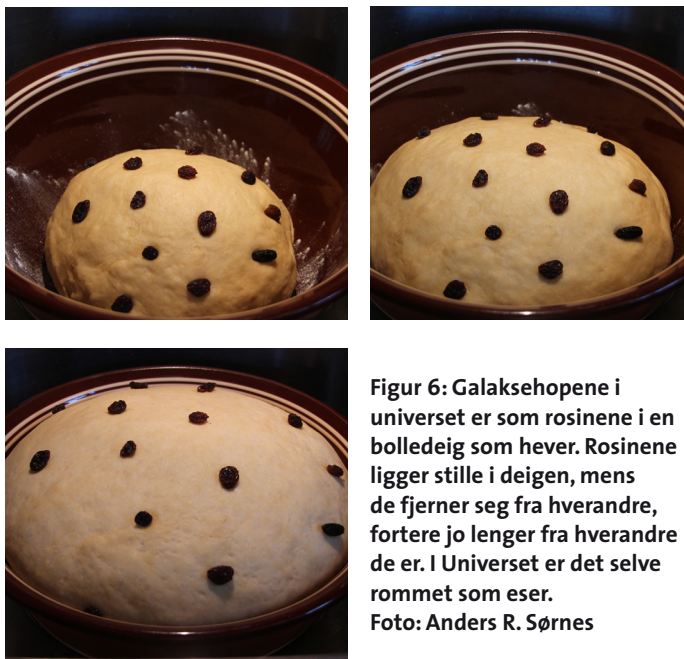 Figur 6: Galaksehopene i
universet er som rosinene i en
bolledeig som hever. Rosinene
ligger stille i deigen, mens
de fjerner seg fra hverandre,
fortere jo lenger fra hverandre
de er. I Universet er det selve
rommet som eser.
Foto: Anders R. Sørnes